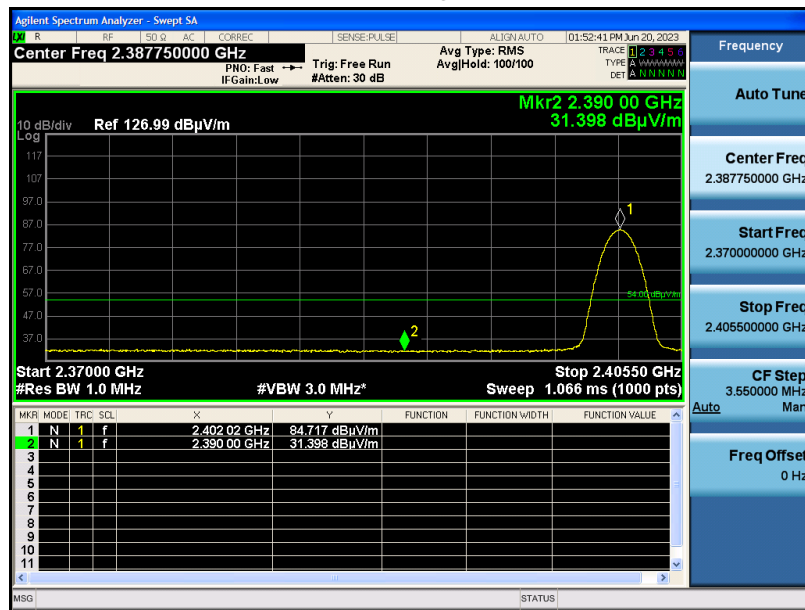 Agilent Spectrum Analyzer - Swept SA
LXI R RF 50 Ω AC CORREC SENSE:PULSE ALIGN AUTO 01:52:41 PM Jun 20, 2023
Center Freq 2.387750000 GHz
PNO: Fast
IFGain:Low
Trig: Free Run
#Atten: 30 dB
Avg Type: RMS
Avg|Hold: 100/100
TRACE 1 2 3 4 5 6
TYPE A WWWWW
DET A N N N N N
Mkr2 2.390 00 GHz
31.398 dBµV/m
10 dB/div Ref 126.99 dBµV/m
Log
117
107
97.0
87.0
77.0
67.0
57.0
47.0
37.0
1
2
54.00 dBµV/m
Start 2.37000 GHz Stop 2.40550 GHz
#Res BW 1.0 MHz #VBW 3.0 MHz* Sweep 1.066 ms (1000 pts)
MKR MODE TRC SCL X Y FUNCTION FUNCTION WIDTH FUNCTION VALUE
1 N 1 f 2.402 02 GHz 84.717 dBµV/m
2 N 1 f 2.390 00 GHz 31.398 dBµV/m
3
4
5
6
7
8
9
10
11
MSG STATUS
Frequency
Auto Tune
Center Freq
2.387750000 GHz
Start Freq
2.370000000 GHz
Stop Freq
2.405500000 GHz
CF Step
3.550000 MHz
Auto Man
Freq Offset
0 Hz